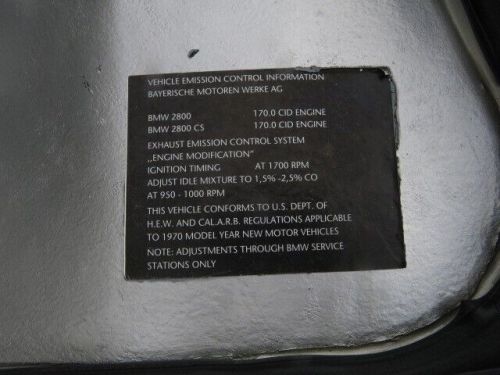 VEHICLE EMISSION CONTROL INFORMATION
BAYERISCHE MOTOREN WERKE AG
BMW 2800 170.0 CID ENGINE
BMW 2800 CS 170.0 CID ENGINE
EXHAUST EMISSION CONTROL SYSTEM
„ENGINE MODIFICATION"
IGNITION TIMING AT 1700 RPM
ADJUST IDLE MIXTURE TO 1,5% -2,5% CO
AT 950 - 1000 RPM
THIS VEHICLE CONFORMS TO U.S. DEPT. OF
H.E.W. AND CAL.A.R.B. REGULATIONS APPLICABLE
TO 1970 MODEL YEAR NEW MOTOR VEHICLES
NOTE: ADJUSTMENTS THROUGH BMW SERVICE
STATIONS ONLY